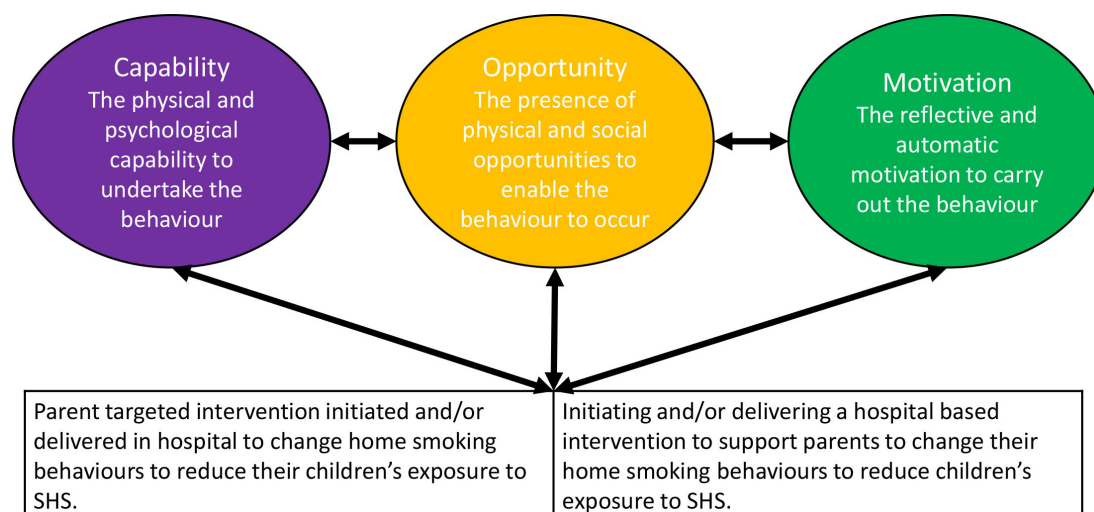 Capability
The physical and
psychological
capability to
undertake the
behaviour
Opportunity
The presence of
physical and social
opportunities to
enable the
behaviour to occur
Motivation
The reflective and
automatic
motivation to carry
out the behaviour
Parent targeted intervention initiated and/or
delivered in hospital to change home smoking
behaviours to reduce their children’s exposure to
SHS.
Initiating and/or delivering a hospital based
intervention to support parents to change their
home smoking behaviours to reduce children’s
exposure to SHS.